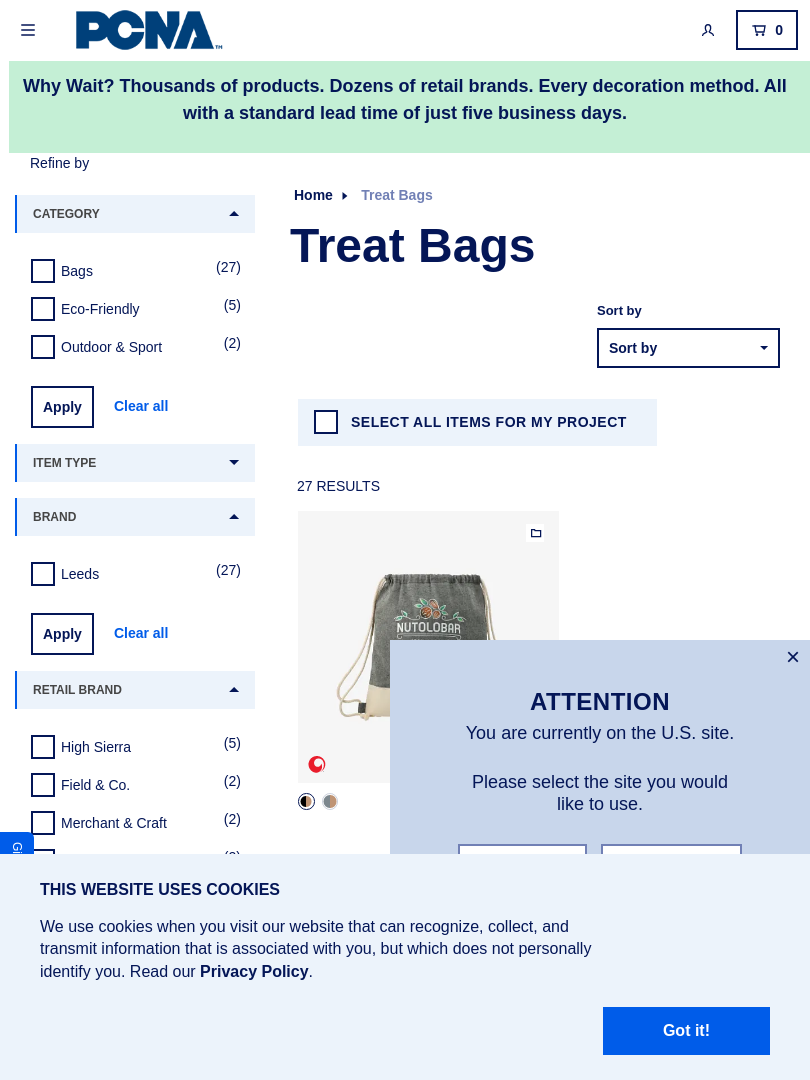 PCNA™
0
Why Wait? Thousands of products. Dozens of retail brands. Every decoration method. All
with a standard lead time of just five business days.
Refine by
CATEGORY
Bags (27)
Eco-Friendly (5)
Outdoor & Sport (2)
Apply Clear all
ITEM TYPE
BRAND
Leeds (27)
Apply Clear all
RETAIL BRAND
High Sierra (5)
Field & Co. (2)
Merchant & Craft (2)
Home Treat Bags
Treat Bags
Sort by
Sort by
SELECT ALL ITEMS FOR MY PROJECT
27 RESULTS
NUTOLOBAR
ATTENTION
You are currently on the U.S. site.
Please select the site you would
like to use.
THIS WEBSITE USES COOKIES
We use cookies when you visit our website that can recognize, collect, and
transmit information that is associated with you, but which does not personally
identify you. Read our Privacy Policy.
Got it!